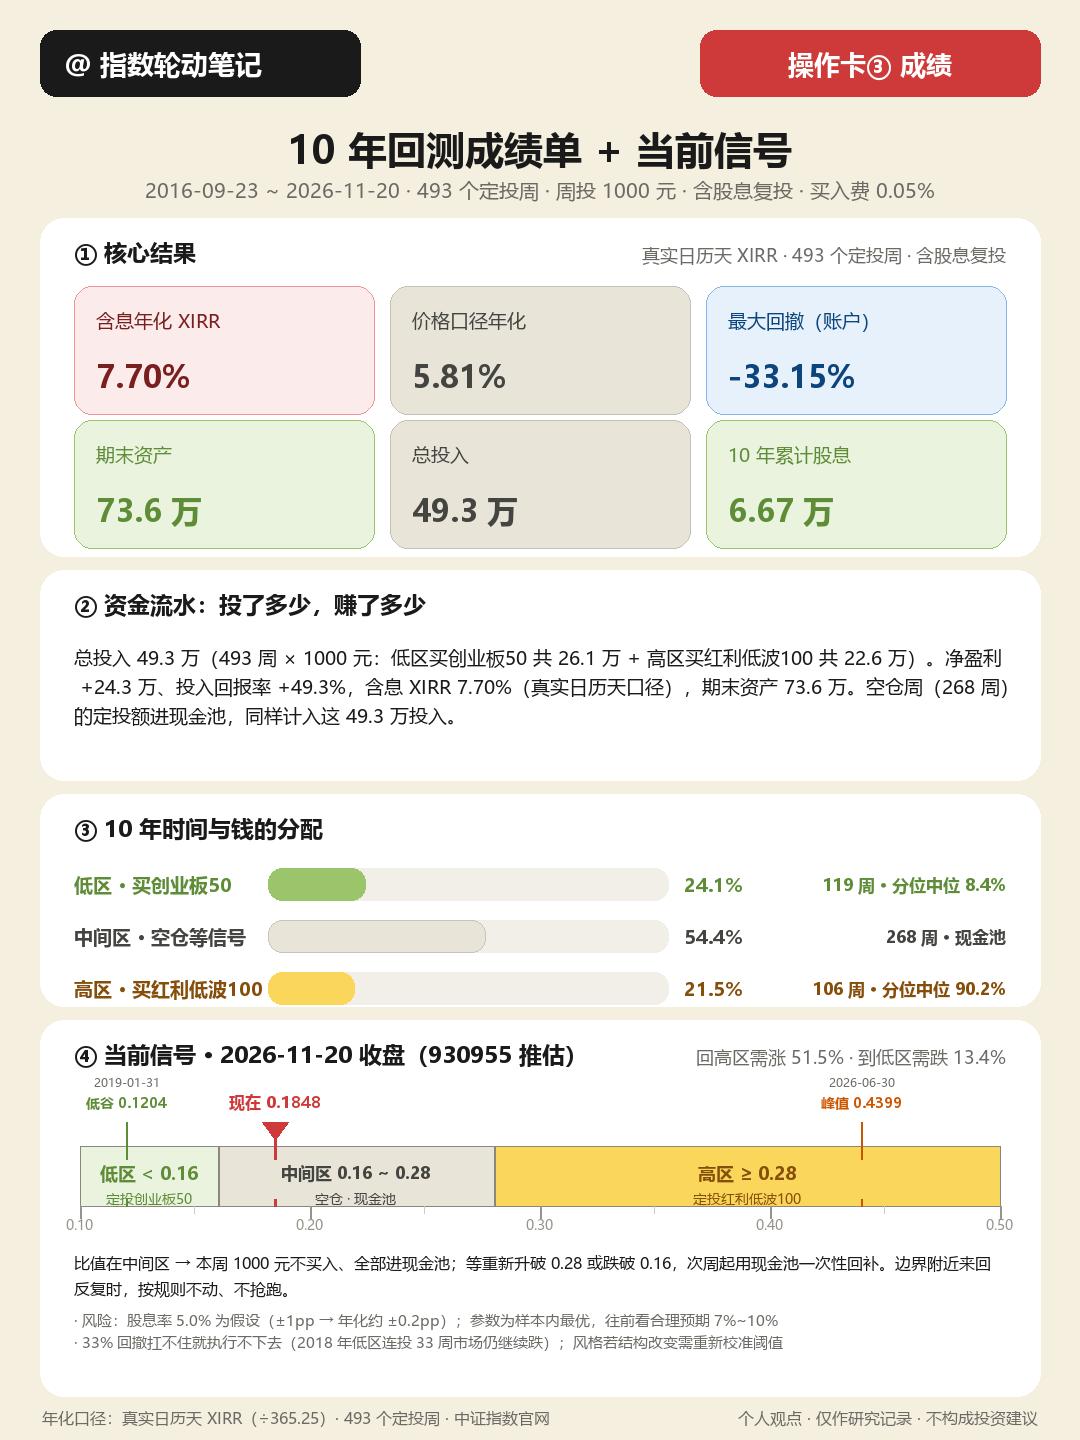 @ 指数轮动笔记
操作卡③ 成绩
10 年回测成绩单 + 当前信号
2016-09-23 ~ 2026-11-20 · 493 个定投周 · 周投 1000 元 · 含股息复投 · 买入费 0.05%
① 核心结果
真实日历天 XIRR · 493 个定投周 · 含股息复投
含息年化 XIRR
7.70%
价格口径年化
5.81%
最大回撤（账户）
-33.15%
期末资产
73.6 万
总投入
49.3 万
10 年累计股息
6.67 万
② 资金流水：投了多少，赚了多少
总投入 49.3 万（493 周 × 1000 元：低区买创业板50 共 26.1 万 + 高区买红利低波100 共 22.6 万）。净盈利
+24.3 万、投入回报率 +49.3%，含息 XIRR 7.70%（真实日历天口径），期末资产 73.6 万。空仓周（268 周）
的定投额进现金池，同样计入这 49.3 万投入。
③ 10 年时间与钱的分配
低区 • 买创业板50
24.1%
119 周 • 分位中位 8.4%
中间区 • 空仓等信号
54.4%
268 周 • 现金池
高区 • 买红利低波100
21.5%
106 周 • 分位中位 90.2%
④ 当前信号 • 2026-11-20 收盘（930955 推估）
回高区需涨 51.5% · 到低区需跌 13.4%
2019-01-31
低谷 0.1204
现在 0.1848
2026-06-30
峰值 0.4399
低区 < 0.16
定投创业板50
中间区 0.16 ~ 0.28
空仓 · 现金池
高区 ≥ 0.28
定投红利低波100
0.10
0.20
0.30
0.40
0.50
比值在中间区 → 本周 1000 元不买入、全部进现金池；等重新升破 0.28 或跌破 0.16，次周起用现金池一次性回补。边界附近来回
反复时，按规则不动、不抢跑。
· 风险：股息率 5.0% 为假设（±1pp → 年化约 ±0.2pp）；参数为样本内最优，往前看合理预期 7%~10%
· 33% 回撤扛不住就执行不下去（2018 年低区连投 33 周市场仍继续跌）；风格若结构改变需重新校准阈值
年化口径：真实日历天 XIRR（÷365.25）· 493 个定投周 · 中证指数官网
个人观点 · 仅作研究记录 · 不构成投资建议